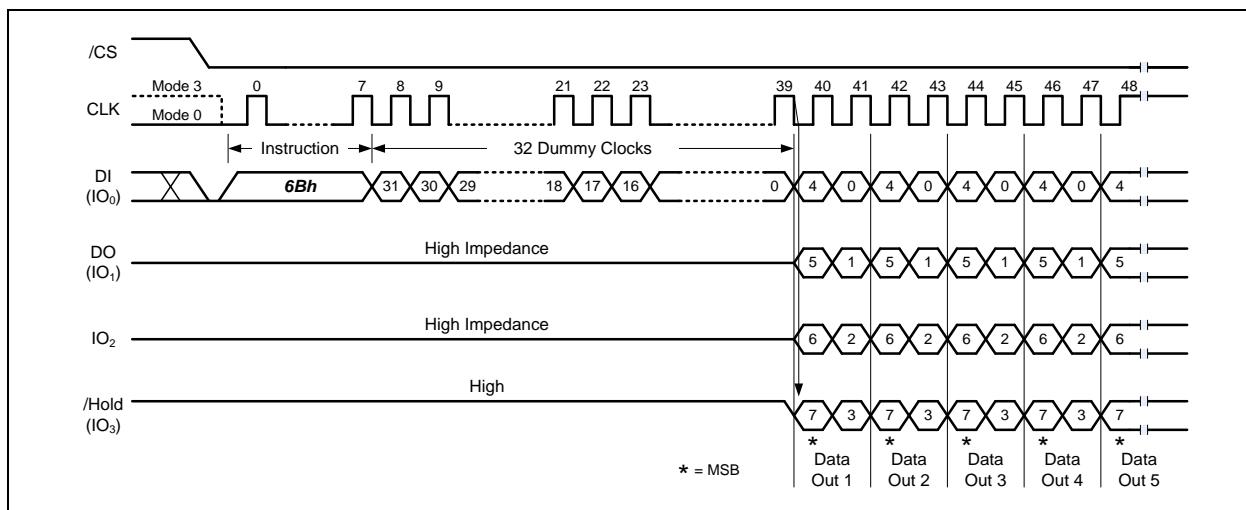 /CS
Mode 3 0 7 8 9 21 22 23 39 40 41 42 43 44 45 46 47 48
CLK
Mode 0
Instruction 32 Dummy Clocks
DI
(IO0)
6Bh 31 30 29 18 17 16 0 4 0 4 0 4 0 4 0 4
High Impedance
DO
(IO1)
5 1 5 1 5 1 5 1 5
High Impedance
IO2
6 2 6 2 6 2 6 2 6
High
/Hold
(IO3)
7 3 7 3 7 3 7 3 7
* * * * *
* = MSB
Data Data Data Data Data
Out 1 Out 2 Out 3 Out 4 Out 5